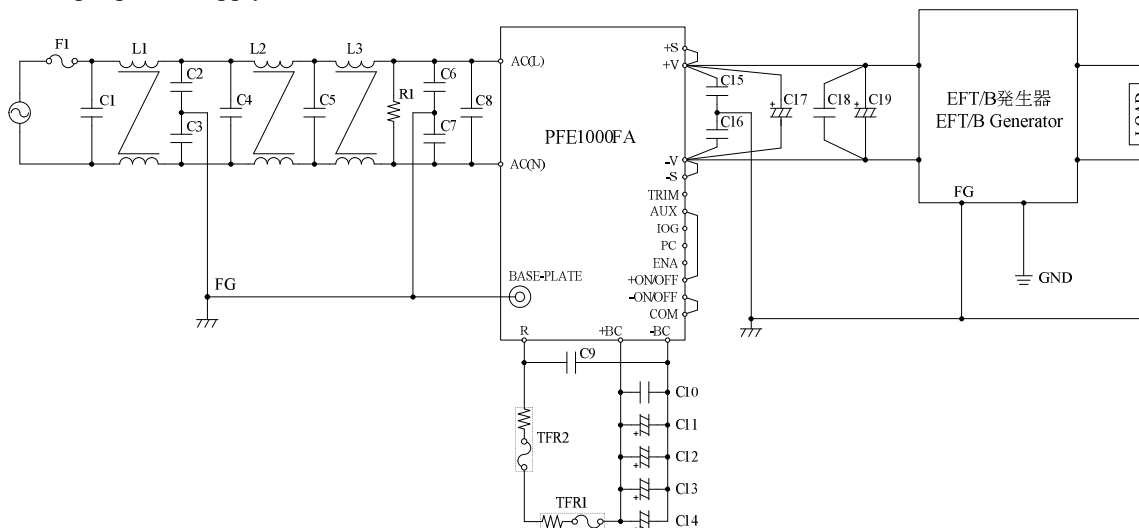 F1
L1
L2
L3
C1
C2
C3
C4
C5
R1
C6
C7
C8
AC(L)
AC(N)
PFE1000FA
BASE-PLATE
FG
R
+BC
-BC
+S
+V
-V
-S
TRIM
AUX
IOG
PC
ENA
+ON/OFF
-ON/OFF
COM
C15
C16
C17
C18
C19
EFT/B発生器
EFT/B Generator
LOAD
FG
GND
C9
C10
C11
C12
C13
C14
TFR2
TFR1